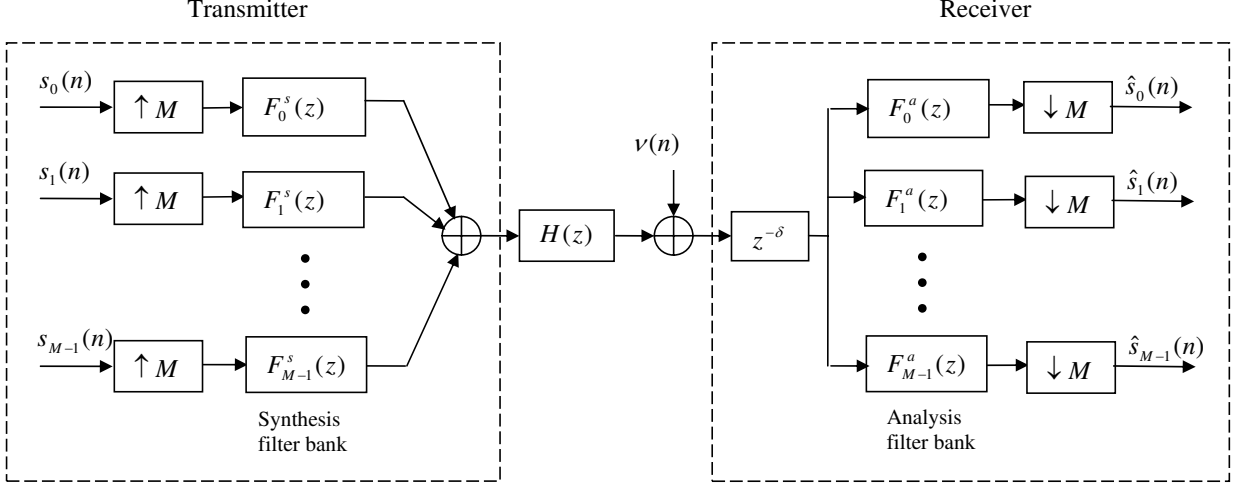 Transmitter
Receiver
s_0(n)
↑ M
F_0^s(z)
F_0^a(z)
↓ M
ŝ_0(n)
ν(n)
s_1(n)
↑ M
F_1^s(z)
F_1^a(z)
↓ M
ŝ_1(n)
H(z)
z^{-δ}
s_{M-1}(n)
↑ M
F_{M-1}^s(z)
F_{M-1}^a(z)
↓ M
ŝ_{M-1}(n)
Synthesis
filter bank
Analysis
filter bank